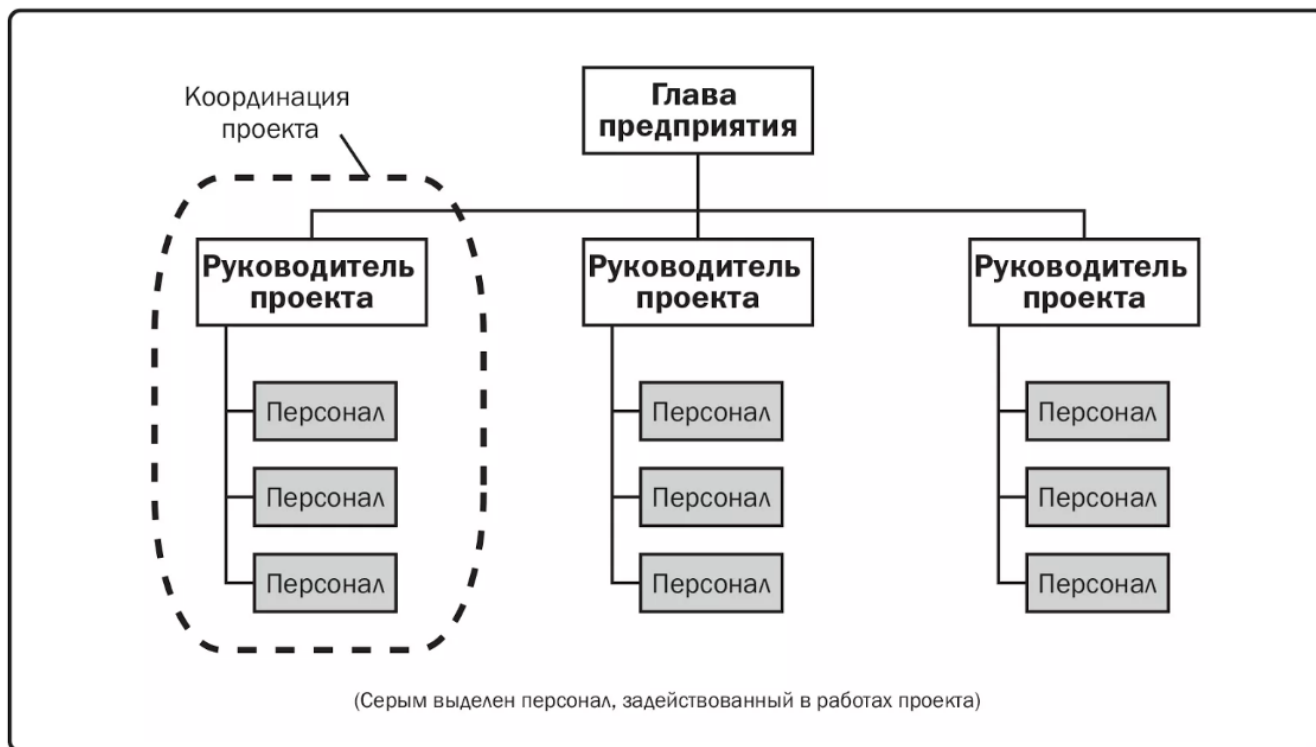 Координация
проекта
Глава
предприятия
Руководитель
проекта
Руководитель
проекта
Руководитель
проекта
Персонал
Персонал
Персонал
Персонал
Персонал
Персонал
Персонал
Персонал
Персонал
(Серым выделен персонал, задействованный в работах проекта)